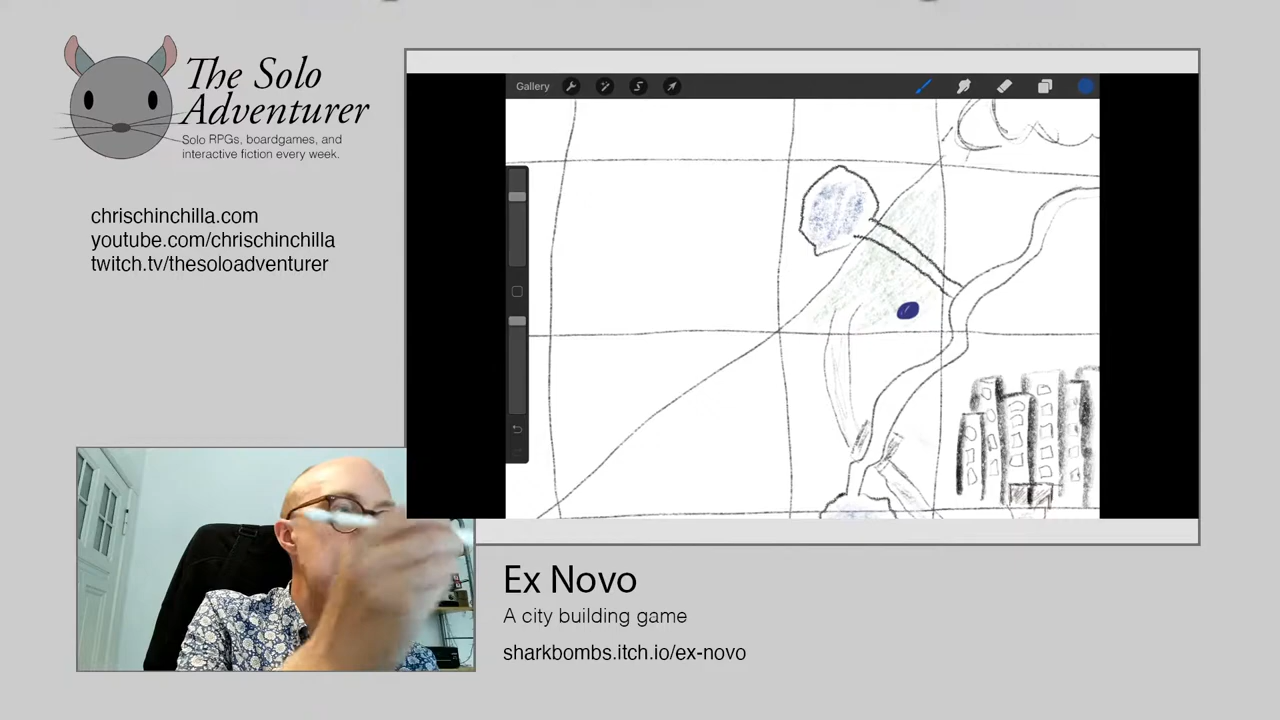 The Solo
Adventurer
Solo RPGs, boardgames, and
interactive fiction every week.
chrischinchilla.com
youtube.com/chrischinchilla
twitch.tv/thesoloadventurer
Gallery
Ex Novo
A city building game
sharkbombs.itch.io/ex-novo